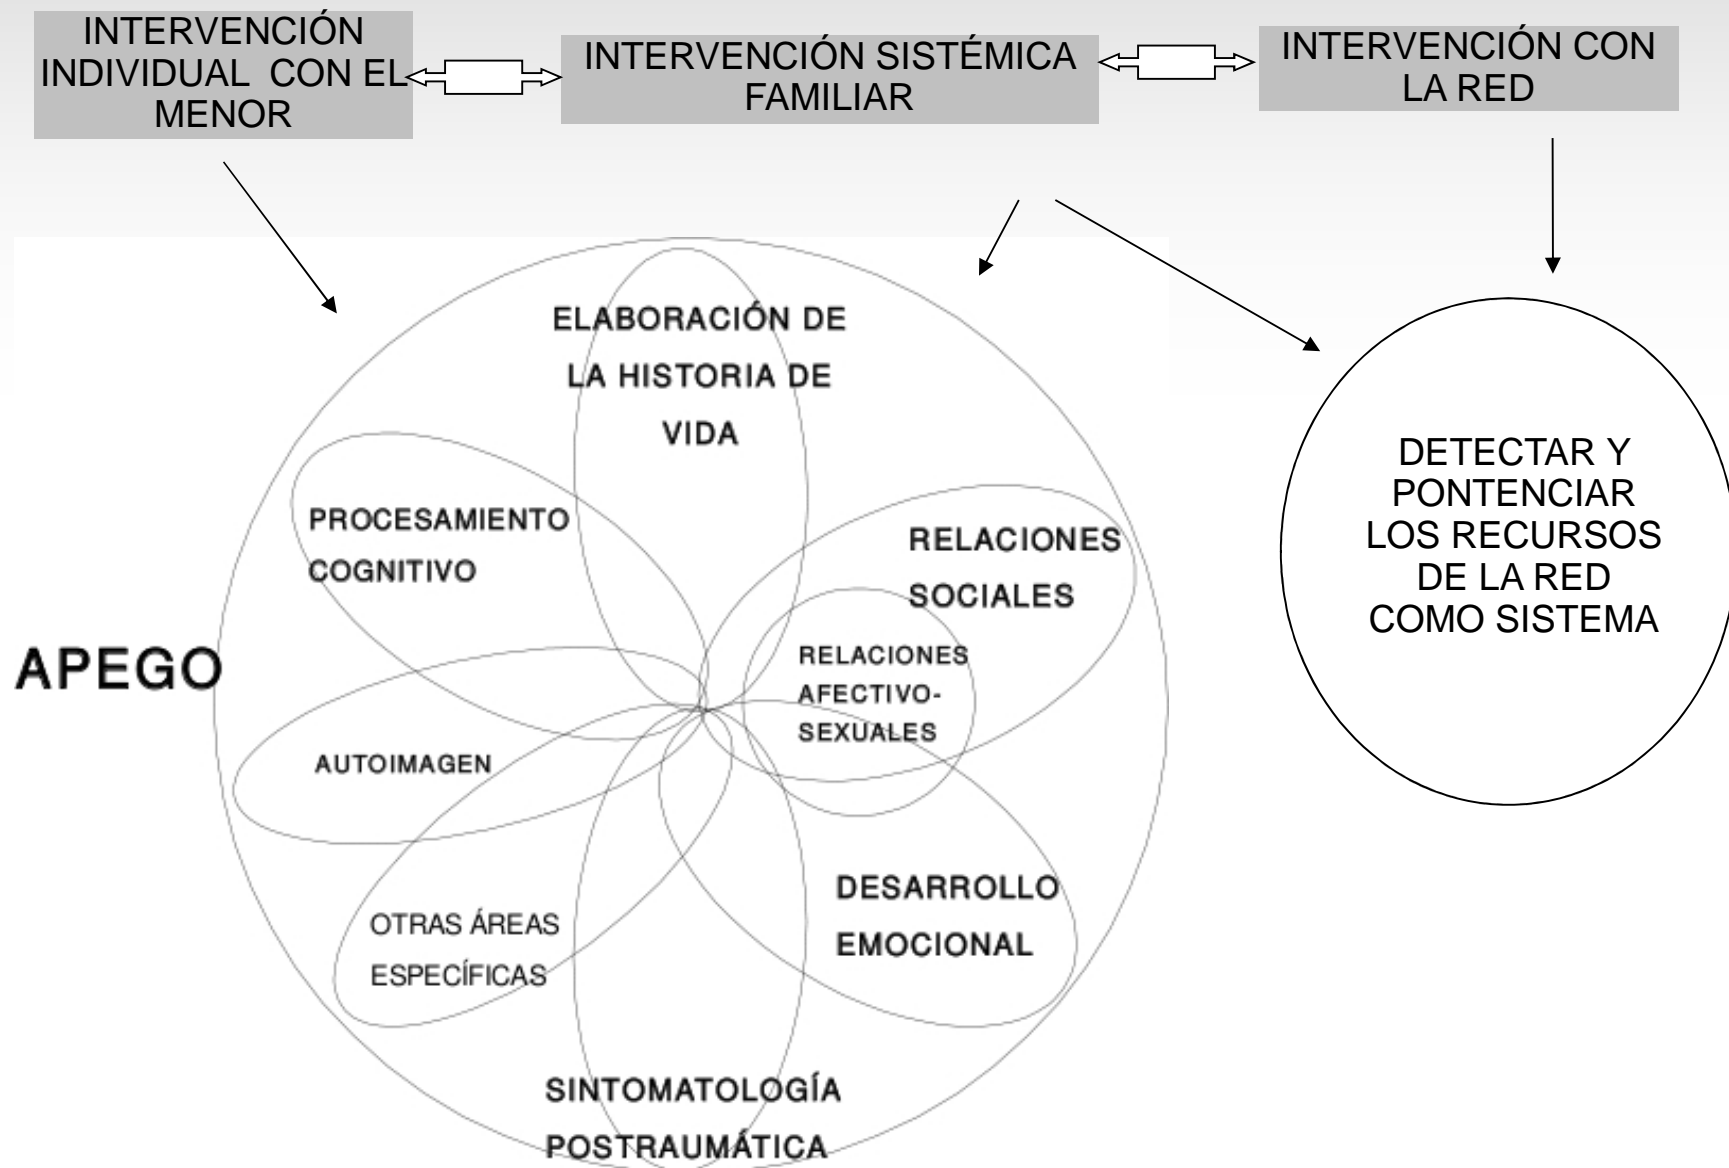 INTERVENCIÓN
INDIVIDUAL CON EL
MENOR
INTERVENCIÓN SISTÉMICA
FAMILIAR
INTERVENCIÓN CON
LA RED
ELABORACIÓN DE
LA HISTORIA DE
VIDA
PROCESAMIENTO
COGNITIVO
RELACIONES
SOCIALES
RELACIONES
AFECTIVO-
SEXUALES
APEGO
AUTOIMAGEN
OTRAS ÁREAS
ESPECÍFICAS
DESARROLLO
EMOCIONAL
SINTOMATOLOGÍA
POSTRAUMÁTICA
DETECTAR Y
PONTENCIAR
LOS RECURSOS
DE LA RED
COMO SISTEMA